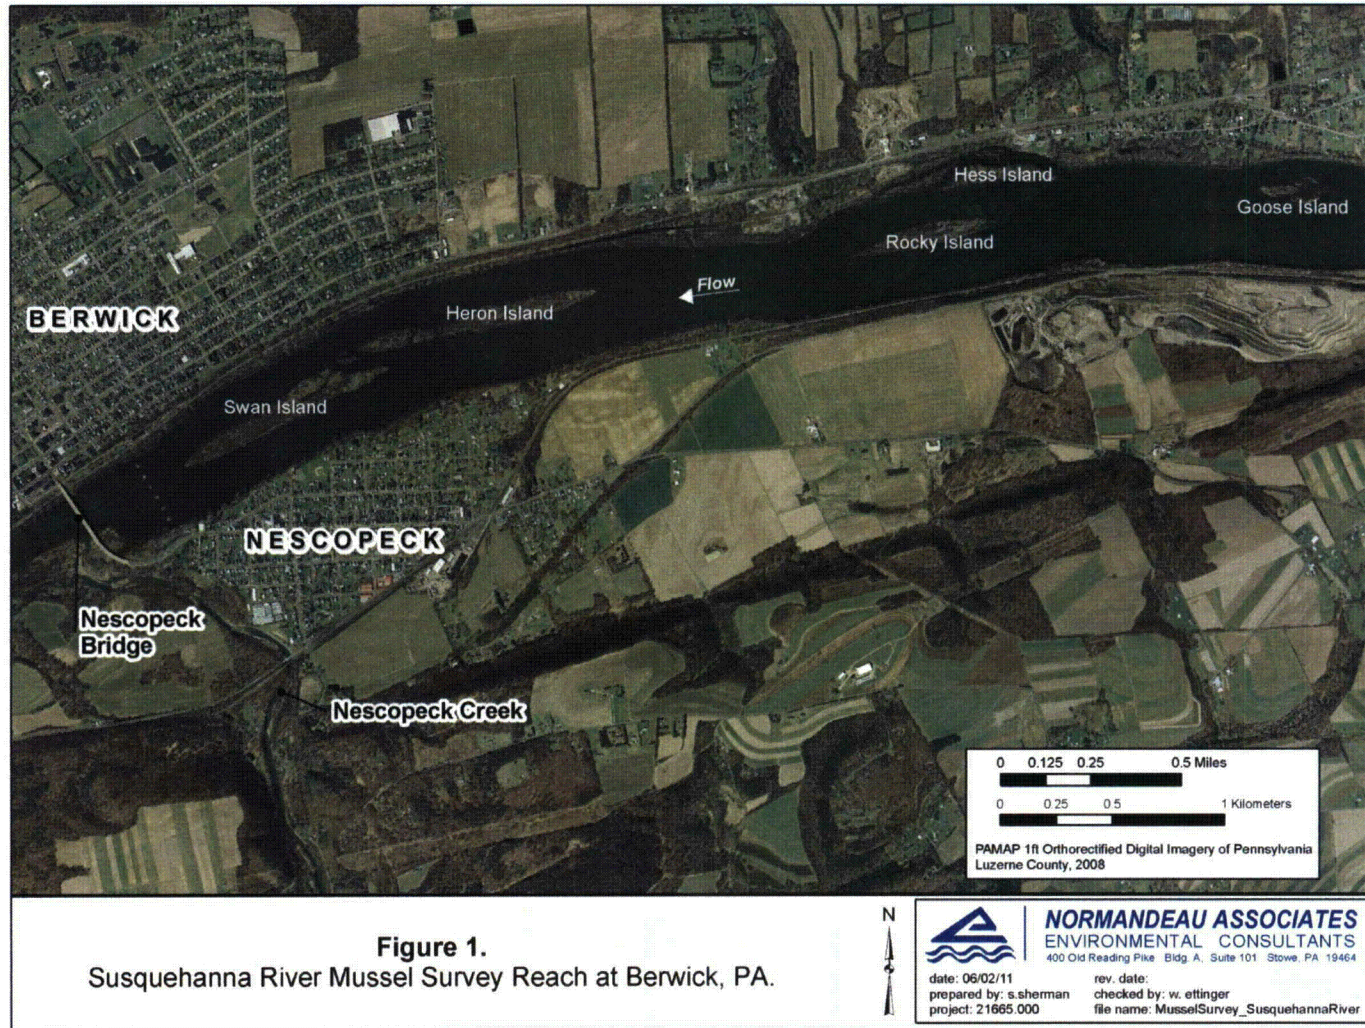 Hess Island
Goose Island
Rocky Island
Flow
Heron Island
BERWICK
Swan Island
NESCOPECK
Nescopeck
Bridge
Nescopeck Creek
0 0.125 0.25 0.5 Miles
0 0.25 0.5 1 Kilometers
PAMAP 1ft Orthorectified Digital Imagery of Pennsylvania
Luzerne County, 2008
Figure 1.
Susquehanna River Mussel Survey Reach at Berwick, PA.
N
NORMANDEAU ASSOCIATES
ENVIRONMENTAL CONSULTANTS
400 Old Reading Pike Bldg. A, Suite 101 Stowe, PA 19464
date: 06/02/11 rev. date:
prepared by: s.sherman checked by: w. ettinger
project: 21665.000 file name: MusselSurvey_SusquehannaRiver